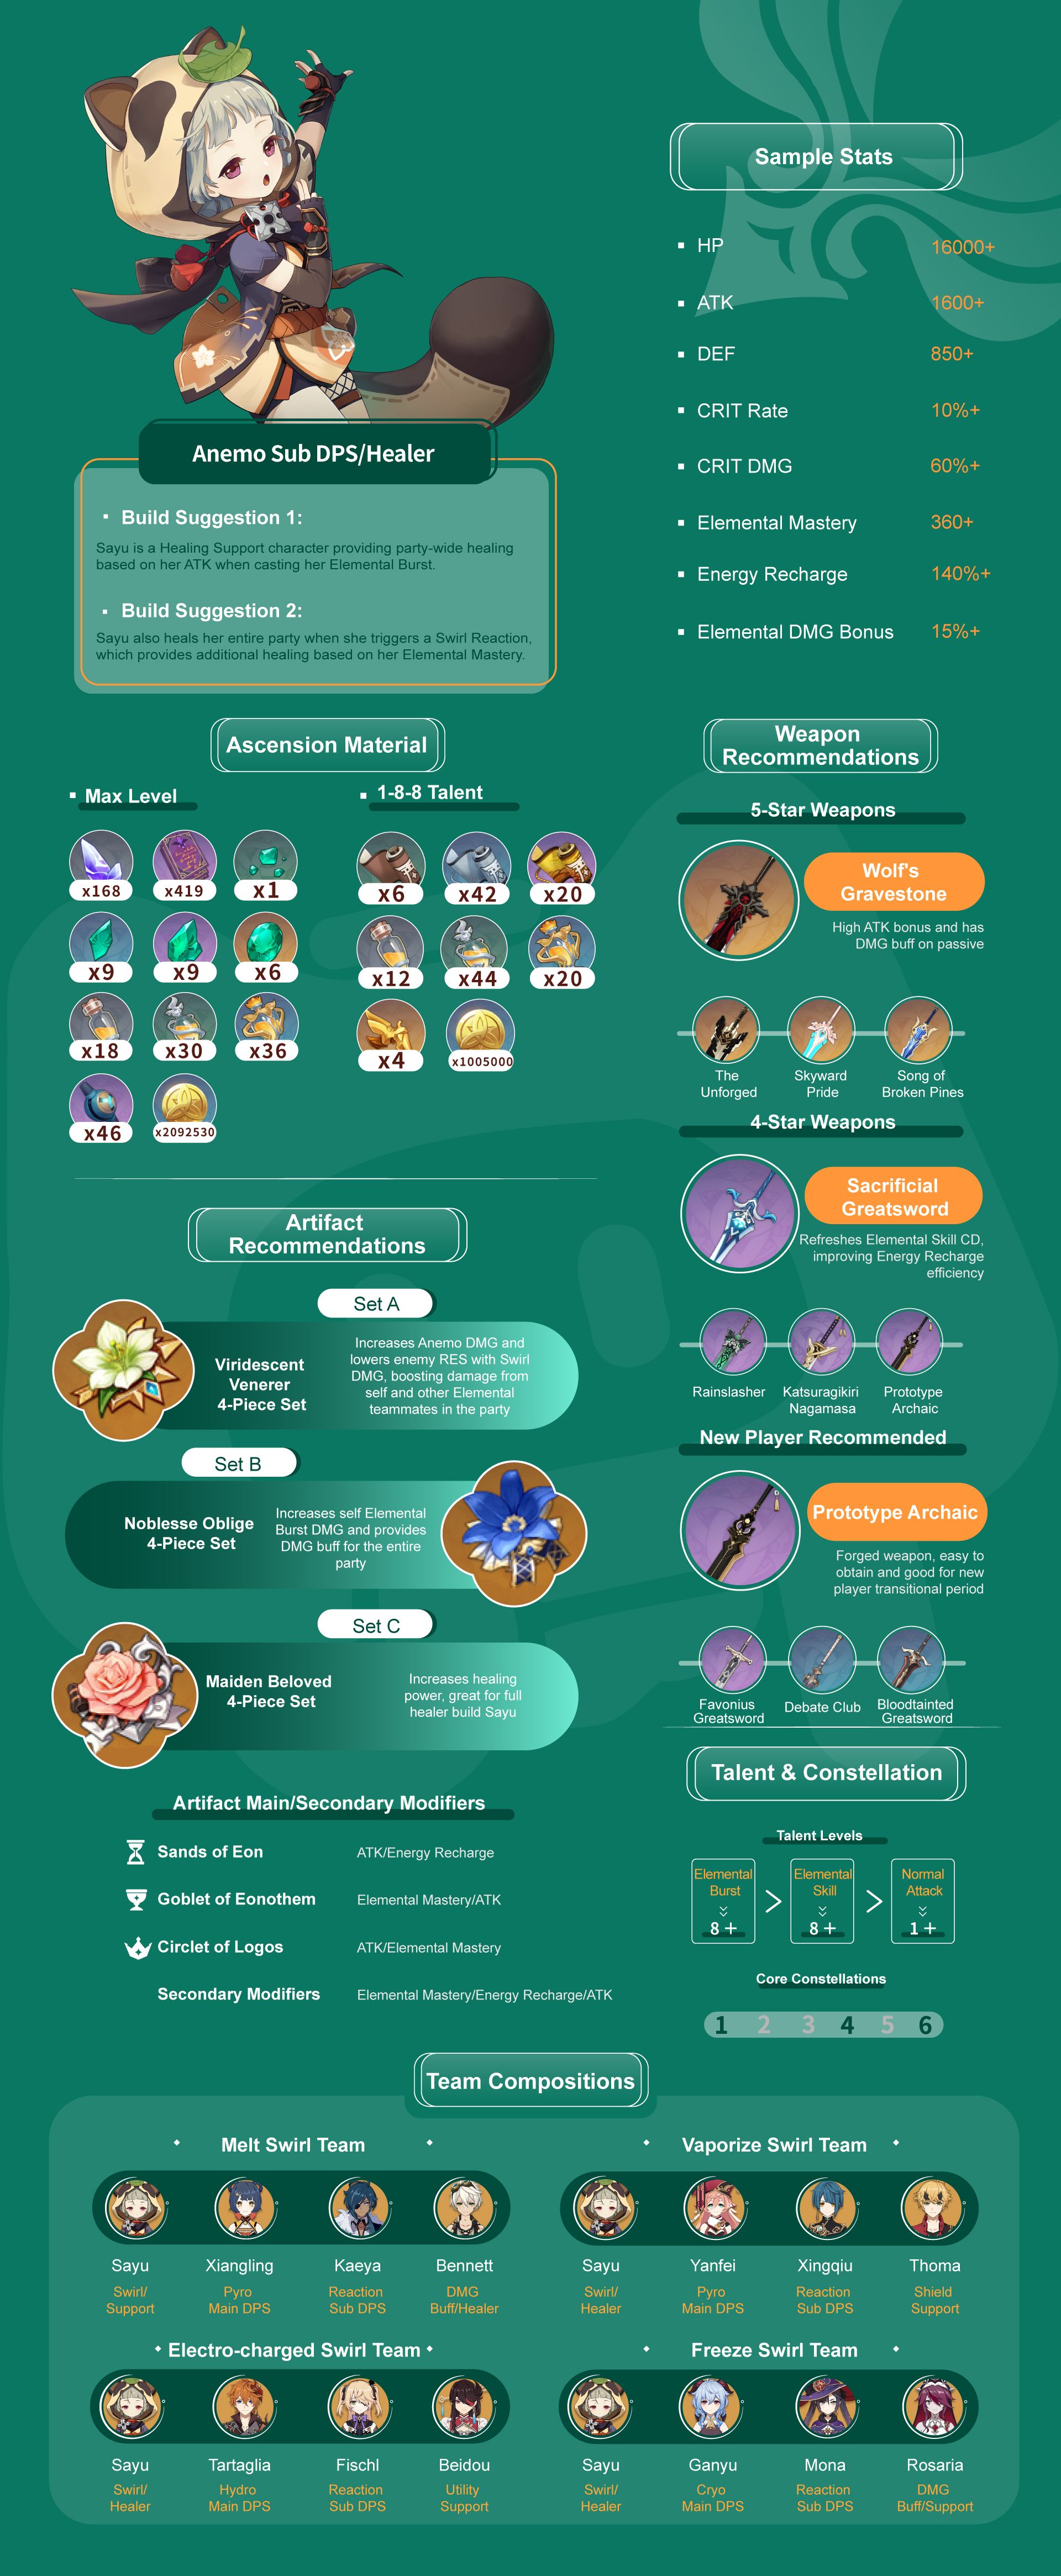 Sample Stats
HP 16000+
ATK 1600+
DEF 850+
CRIT Rate 10%+
CRIT DMG 60%+
Elemental Mastery 360+
Energy Recharge 140%+
Elemental DMG Bonus 15%+
Anemo Sub DPS/Healer
Build Suggestion 1:
Sayu is a Healing Support character providing party-wide healing
based on her ATK when casting her Elemental Burst.
Build Suggestion 2:
Sayu also heals her entire party when she triggers a Swirl Reaction,
which provides additional healing based on her Elemental Mastery.
Ascension Material
Max Level
x168 x419 x1
x9 x9 x6
x18 x30 x36
x46 x2092530
1-8-8 Talent
x6 x42 x20
x12 x44 x20
x4 x1005000
Artifact
Recommendations
Set A
Viridescent
Venerer
4-Piece Set
Increases Anemo DMG and
lowers enemy RES with Swirl
DMG, boosting damage from
self and other Elemental
teammates in the party
Set B
Noblesse Oblige
4-Piece Set
Increases self Elemental
Burst DMG and provides
DMG buff for the entire
party
Set C
Maiden Beloved
4-Piece Set
Increases healing
power, great for full
healer build Sayu
Artifact Main/Secondary Modifiers
Sands of Eon ATK/Energy Recharge
Goblet of Eonothem Elemental Mastery/ATK
Circlet of Logos ATK/Elemental Mastery
Secondary Modifiers Elemental Mastery/Energy Recharge/ATK
Weapon
Recommendations
5-Star Weapons
Wolf's
Gravestone
High ATK bonus and has
DMG buff on passive
The
Unforged
Skyward
Pride
Song of
Broken Pines
4-Star Weapons
Sacrificial
Greatsword
Refreshes Elemental Skill CD,
improving Energy Recharge
efficiency
Rainslasher
Katsuragikiri
Nagamasa
Prototype
Archaic
New Player Recommended
Prototype Archaic
Forged weapon, easy to
obtain and good for new
player transitional period
Favonius
Greatsword
Debate Club
Bloodtainted
Greatsword
Talent & Constellation
Talent Levels
Elemental
Burst
8 +
>
Elemental
Skill
8 +
>
Normal
Attack
1 +
Core Constellations
1 2 3 4 5 6
Team Compositions
Melt Swirl Team
Sayu Xiangling Kaeya Bennett
Swirl/ Pyro Reaction DMG
Support Main DPS Sub DPS Buff/Healer
Vaporize Swirl Team
Sayu Yanfei Xingqiu Thoma
Swirl/ Pyro Reaction Shield
Healer Main DPS Sub DPS Support
Electro-charged Swirl Team
Sayu Tartaglia Fischl Beidou
Swirl/ Hydro Reaction Utility
Healer Main DPS Sub DPS Support
Freeze Swirl Team
Sayu Ganyu Mona Rosaria
Swirl/ Cryo Reaction DMG
Healer Main DPS Sub DPS Buff/Support